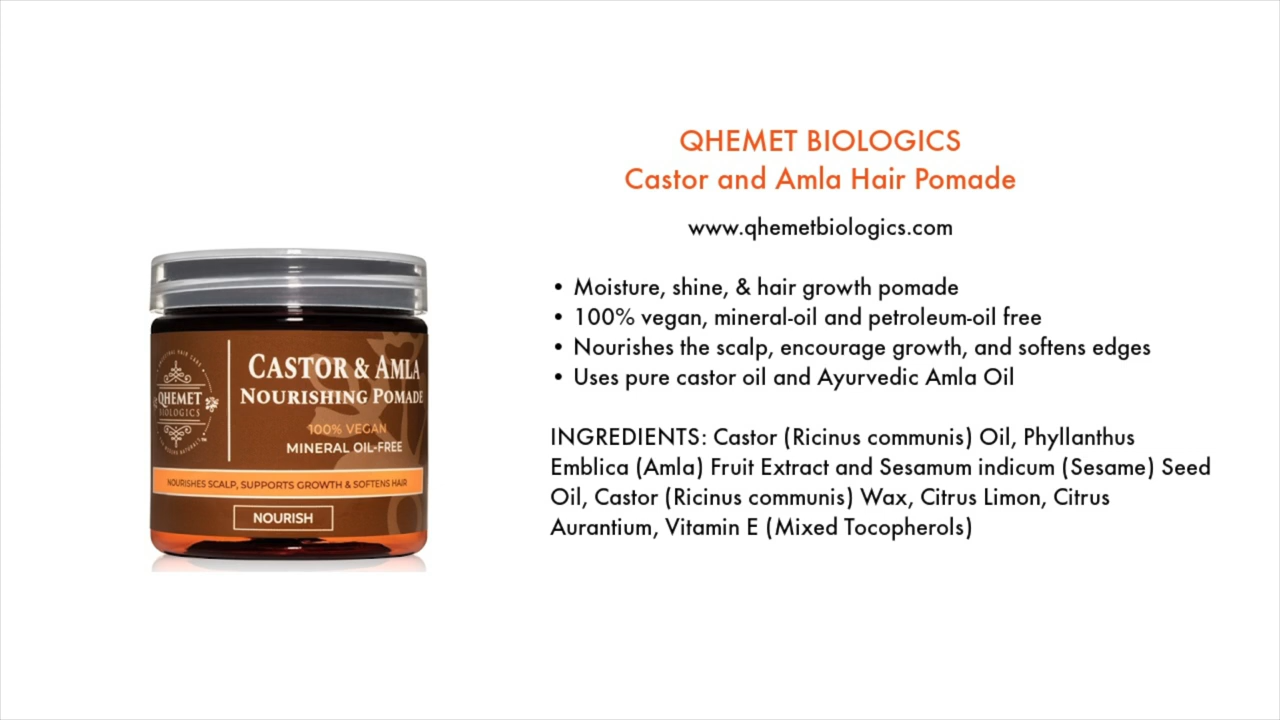 QHEMET BIOLOGICS
Castor and Amla Hair Pomade
www.qhemetbiologics.com
• Moisture, shine, & hair growth pomade
• 100% vegan, mineral-oil and petroleum-oil free
• Nourishes the scalp, encourage growth, and softens edges
• Uses pure castor oil and Ayurvedic Amla Oil
INGREDIENTS: Castor (Ricinus communis) Oil, Phyllanthus
Emblica (Amla) Fruit Extract and Sesamum indicum (Sesame) Seed
Oil, Castor (Ricinus communis) Wax, Citrus Limon, Citrus
Aurantium, Vitamin E (Mixed Tocopherols)
QHEMET
BIOLOGICS
CASTOR & AMLA
NOURISHING POMADE
100% VEGAN
MINERAL OIL-FREE
NOURISHES SCALP, SUPPORTS GROWTH & SOFTENS HAIR
NOURISH